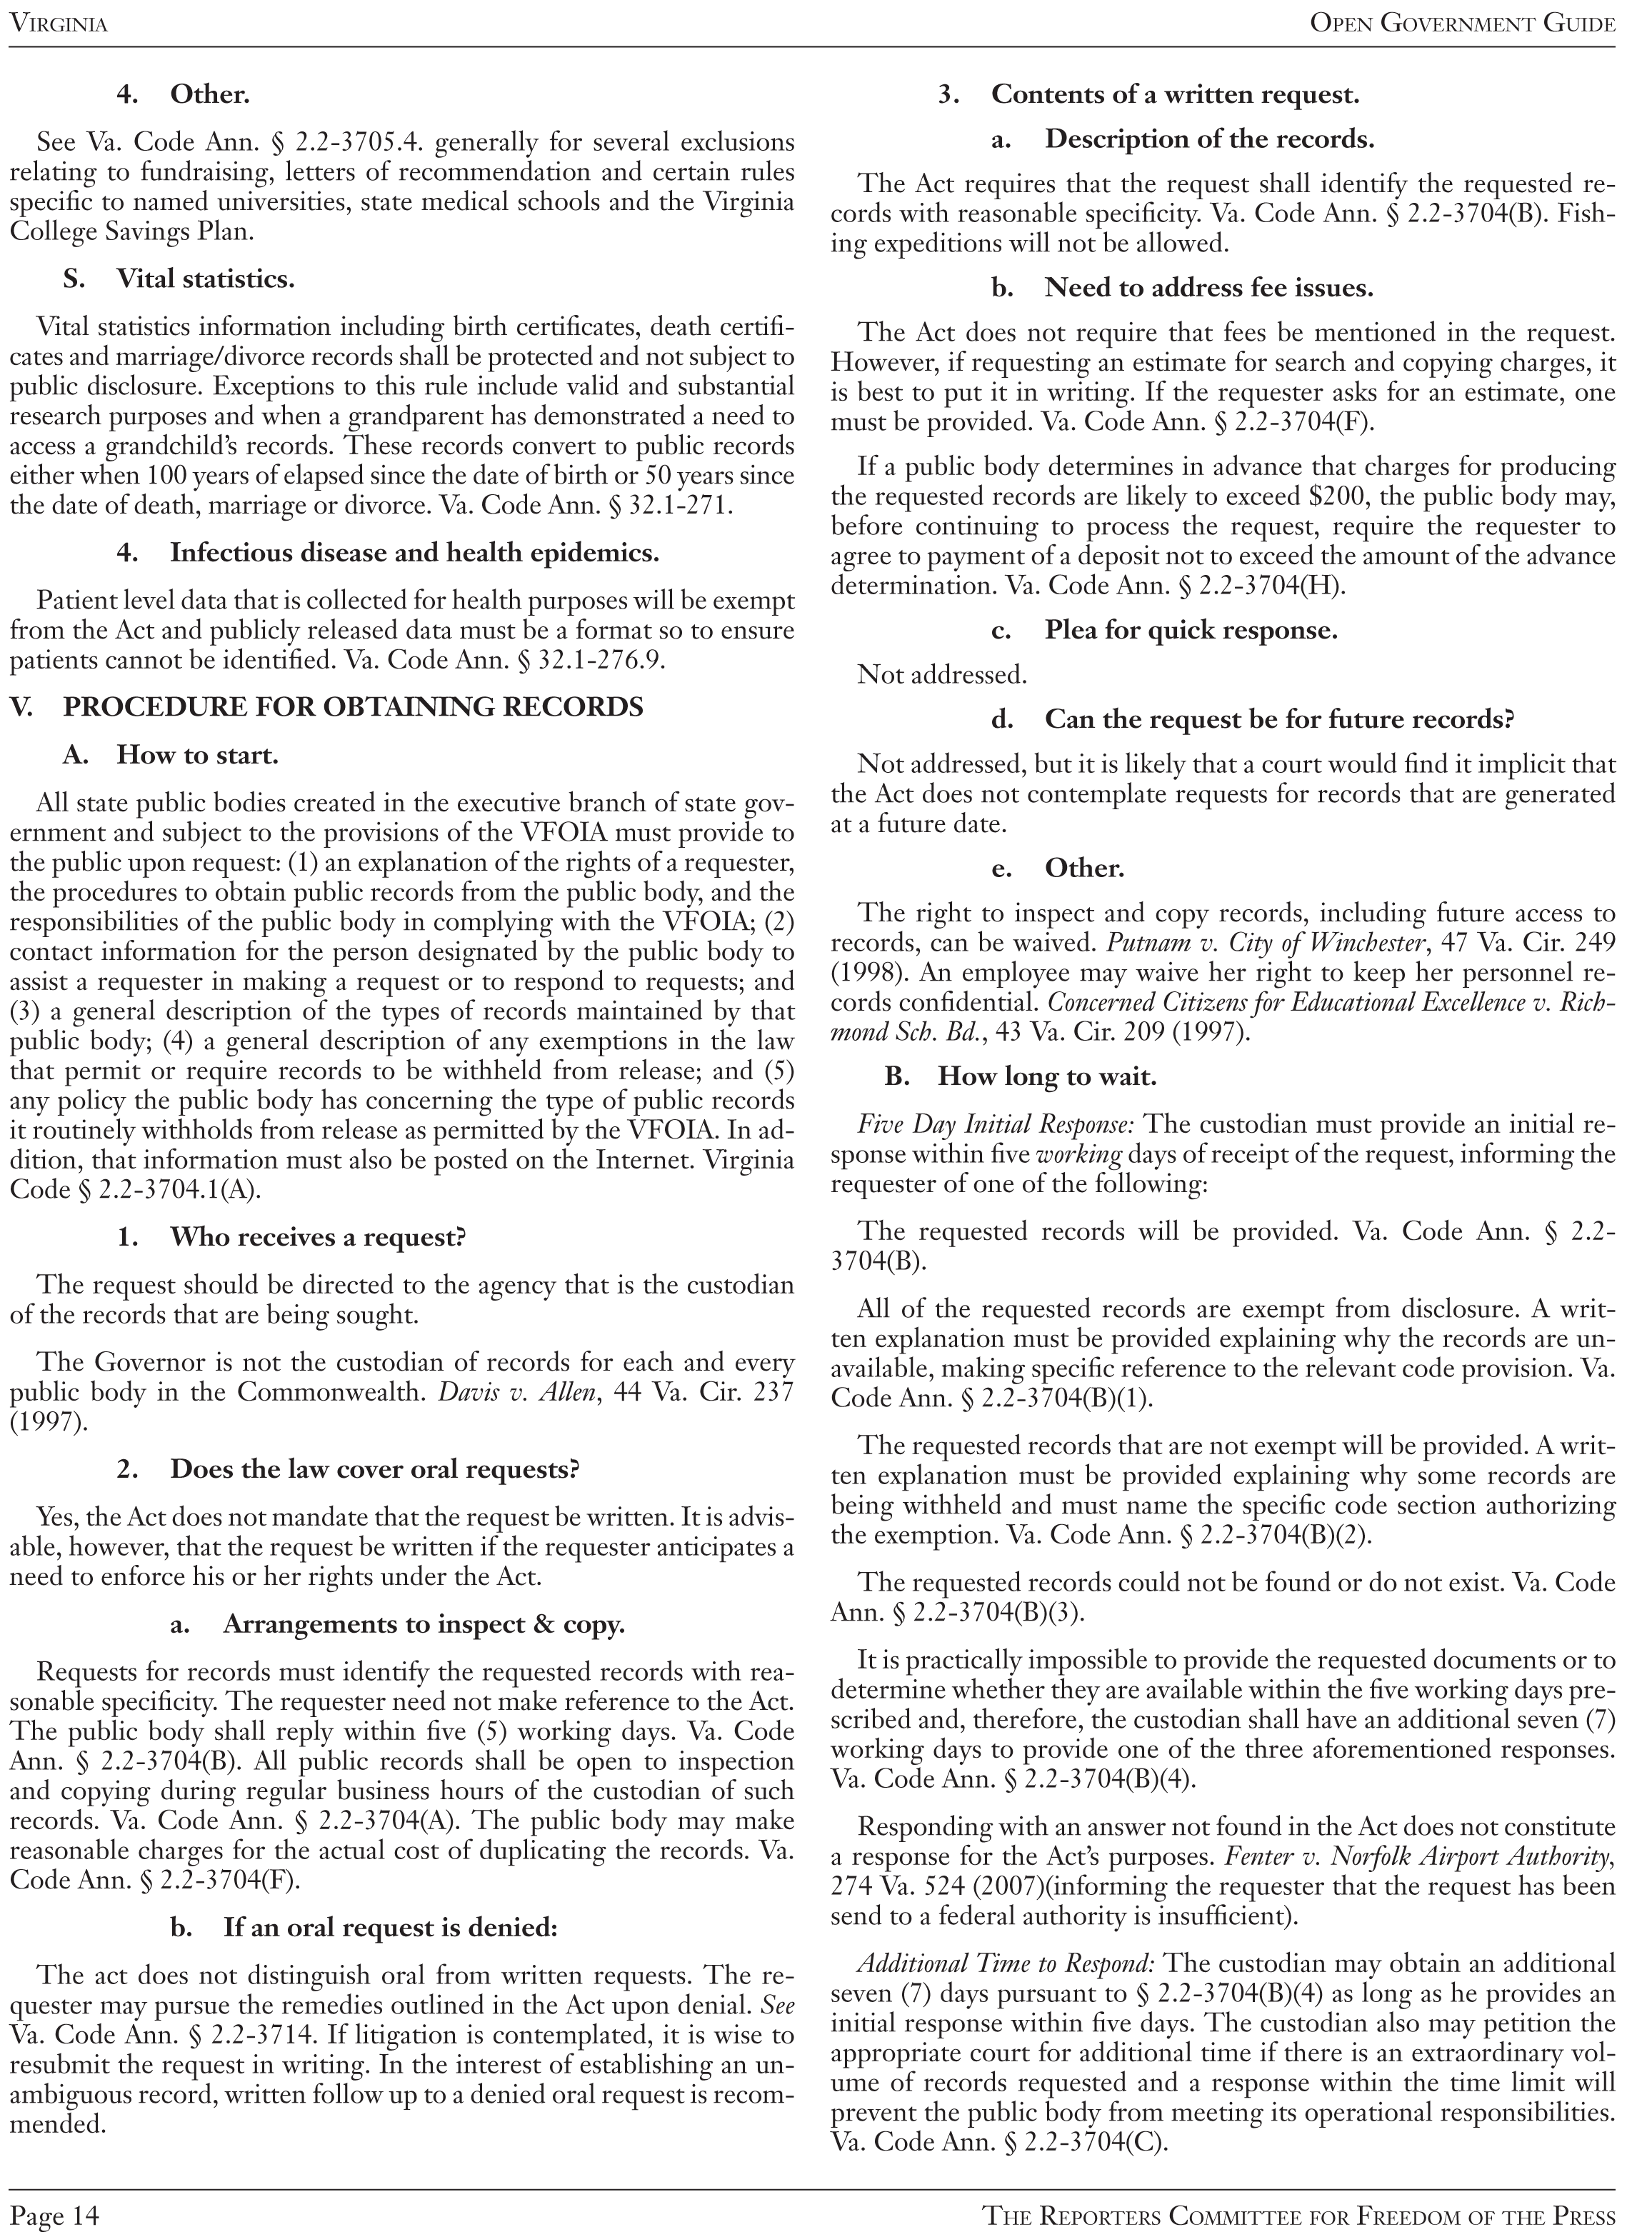 VIRGINIA
OPEN GOVERNMENT GUIDE
4. Other.
See Va. Code Ann. § 2.2-3705.4. generally for several exclusions
relating to fundraising, letters of recommendation and certain rules
specific to named universities, state medical schools and the Virginia
College Savings Plan.
S. Vital statistics.
Vital statistics information including birth certificates, death certifi-
cates and marriage/divorce records shall be protected and not subject to
public disclosure. Exceptions to this rule include valid and substantial
research purposes and when a grandparent has demonstrated a need to
access a grandchild's records. These records convert to public records
either when 100 years of elapsed since the date of birth or 50 years since
the date of death, marriage or divorce. Va. Code Ann. § 32.1-271.
4. Infectious disease and health epidemics.
Patient level data that is collected for health purposes will be exempt
from the Act and publicly released data must be a format so to ensure
patients cannot be identified. Va. Code Ann. § 32.1-276.9.
V. PROCEDURE FOR OBTAINING RECORDS
A. How to start.
All state public bodies created in the executive branch of state gov-
ernment and subject to the provisions of the VFOIA must provide to
the public upon request: (1) an explanation of the rights of a requester,
the procedures to obtain public records from the public body, and the
responsibilities of the public body in complying with the VFOIA; (2)
contact information for the person designated by the public body to
assist a requester in making a request or to respond to requests; and
(3) a general description of the types of records maintained by that
public body; (4) a general description of any exemptions in the law
that permit or require records to be withheld from release; and (5)
any policy the public body has concerning the type of public records
it routinely withholds from release as permitted by the VFOIA. In ad-
dition, that information must also be posted on the Internet. Virginia
Code § 2.2-3704.1(A).
1. Who receives a request?
The request should be directed to the agency that is the custodian
of the records that are being sought.
The Governor is not the custodian of records for each and every
public body in the Commonwealth. Davis v. Allen, 44 Va. Cir. 237
(1997).
2. Does the law cover oral requests?
Yes, the Act does not mandate that the request be written. It is advis-
able, however, that the request be written if the requester anticipates a
need to enforce his or her rights under the Act.
a. Arrangements to inspect & copy.
Requests for records must identify the requested records with rea-
sonable specificity. The requester need not make reference to the Act.
The public body shall reply within five (5) working days. Va. Code
Ann. § 2.2-3704(B). All public records shall be open to inspection
and copying during regular business hours of the custodian of such
records. Va. Code Ann. § 2.2-3704(A). The public body may make
reasonable charges for the actual cost of duplicating the records. Va.
Code Ann. § 2.2-3704(F).
b. If an oral request is denied:
The act does not distinguish oral from written requests. The re-
quester may pursue the remedies outlined in the Act upon denial. See
Va. Code Ann. § 2.2-3714. If litigation is contemplated, it is wise to
resubmit the request in writing. In the interest of establishing an un-
ambiguous record, written follow up to a denied oral request is recom-
mended.
3. Contents of a written request.
a. Description of the records.
The Act requires that the request shall identify the requested re-
cords with reasonable specificity. Va. Code Ann. § 2.2-3704(B). Fish-
ing expeditions will not be allowed.
b. Need to address fee issues.
The Act does not require that fees be mentioned in the request.
However, if requesting an estimate for search and copying charges, it
is best to put it in writing. If the requester asks for an estimate, one
must be provided. Va. Code Ann. § 2.2-3704(F).
If a public body determines in advance that charges for producing
the requested records are likely to exceed $200, the public body may,
before continuing to process the request, require the requester to
agree to payment of a deposit not to exceed the amount of the advance
determination. Va. Code Ann. § 2.2-3704(H).
c. Plea for quick response.
Not addressed.
d. Can the request be for future records?
Not addressed, but it is likely that a court would find it implicit that
the Act does not contemplate requests for records that are generated
at a future date.
e. Other.
The right to inspect and copy records, including future access to
records, can be waived. Putnam v. City of Winchester, 47 Va. Cir. 249
(1998). An employee may waive her right to keep her personnel re-
cords confidential. Concerned Citizens for Educational Excellence v. Rich-
mond Sch. Bd., 43 Va. Cir. 209 (1997).
B. How long to wait.
Five Day Initial Response: The custodian must provide an initial re-
sponse within five working days of receipt of the request, informing the
requester of one of the following:
The requested records will be provided. Va. Code Ann. § 2.2-
3704(B).
All of the requested records are exempt from disclosure. A writ-
ten explanation must be provided explaining why the records are un-
available, making specific reference to the relevant code provision. Va.
Code Ann. § 2.2-3704(B)(1).
The requested records that are not exempt will be provided. A writ-
ten explanation must be provided explaining why some records are
being withheld and must name the specific code section authorizing
the exemption. Va. Code Ann. § 2.2-3704(B)(2).
The requested records could not be found or do not exist. Va. Code
Ann. § 2.2-3704(B)(3).
It is practically impossible to provide the requested documents or to
determine whether they are available within the five working days pre-
scribed and, therefore, the custodian shall have an additional seven (7)
working days to provide one of the three aforementioned responses.
Va. Code Ann. § 2.2-3704(B)(4).
Responding with an answer not found in the Act does not constitute
a response for the Act's purposes. Fenter v. Norfolk Airport Authority,
274 Va. 524 (2007)(informing the requester that the request has been
send to a federal authority is insufficient).
Additional Time to Respond: The custodian may obtain an additional
seven (7) days pursuant to § 2.2-3704(B)(4) as long as he provides an
initial response within five days. The custodian also may petition the
appropriate court for additional time if there is an extraordinary vol-
ume of records requested and a response within the time limit will
prevent the public body from meeting its operational responsibilities.
Va. Code Ann. § 2.2-3704(C).
Page 14
THE REPORTERS COMMITTEE FOR FREEDOM OF THE PRESS